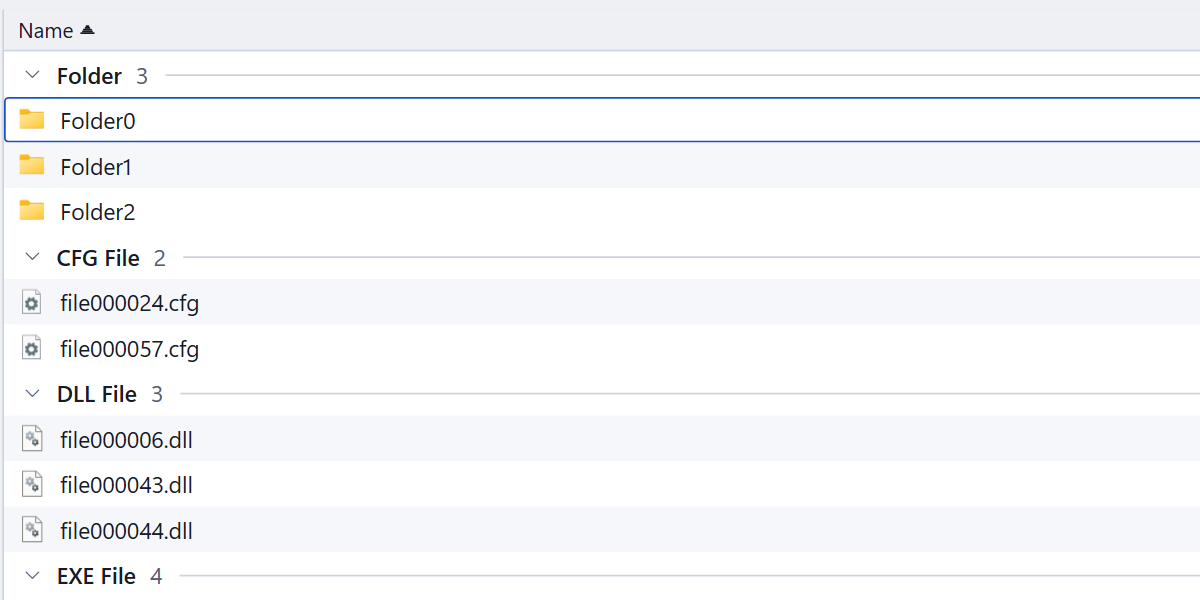 Name
Folder 3
Folder0
Folder1
Folder2
CFG File 2
file000024.cfg
file000057.cfg
DLL File 3
file000006.dll
file000043.dll
file000044.dll
EXE File 4